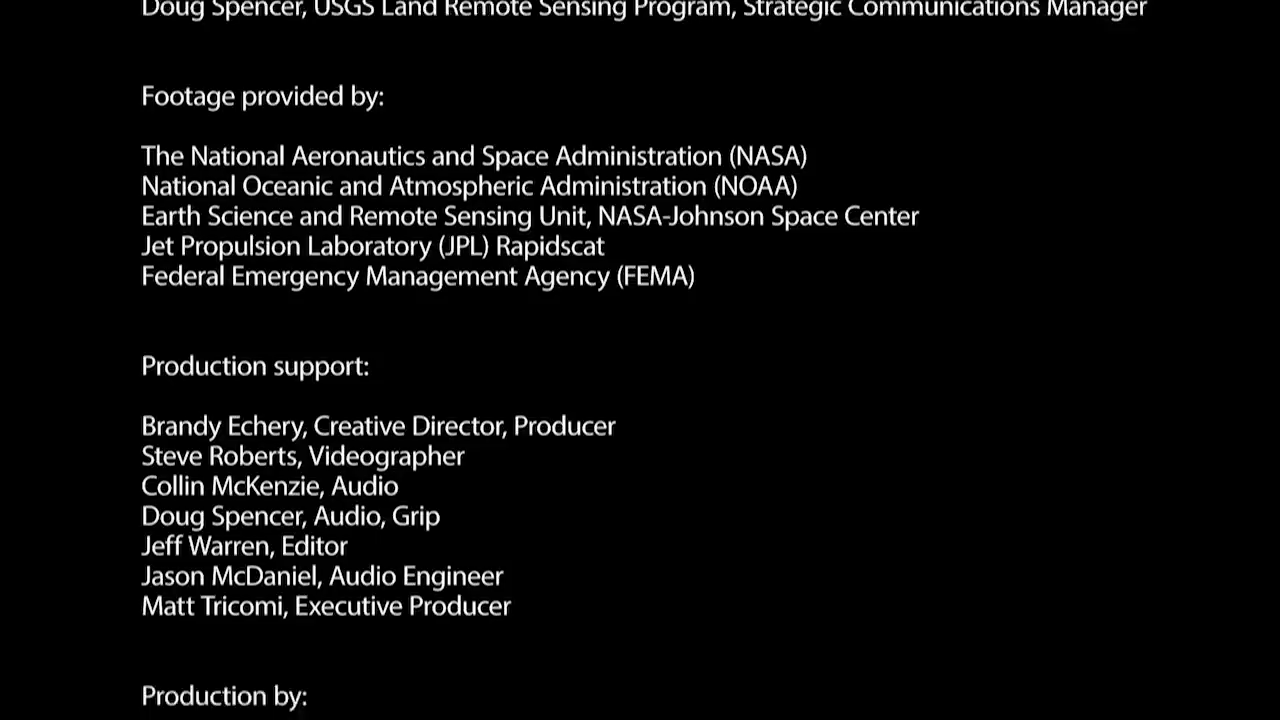 Doug Spencer, USGS Land Remote Sensing Program, Strategic Communications Manager
Footage provided by:
The National Aeronautics and Space Administration (NASA)
National Oceanic and Atmospheric Administration (NOAA)
Earth Science and Remote Sensing Unit, NASA-Johnson Space Center
Jet Propulsion Laboratory (JPL) Rapidscat
Federal Emergency Management Agency (FEMA)
Production support:
Brandy Echery, Creative Director, Producer
Steve Roberts, Videographer
Collin McKenzie, Audio
Doug Spencer, Audio, Grip
Jeff Warren, Editor
Jason McDaniel, Audio Engineer
Matt Tricomi, Executive Producer
Production by: